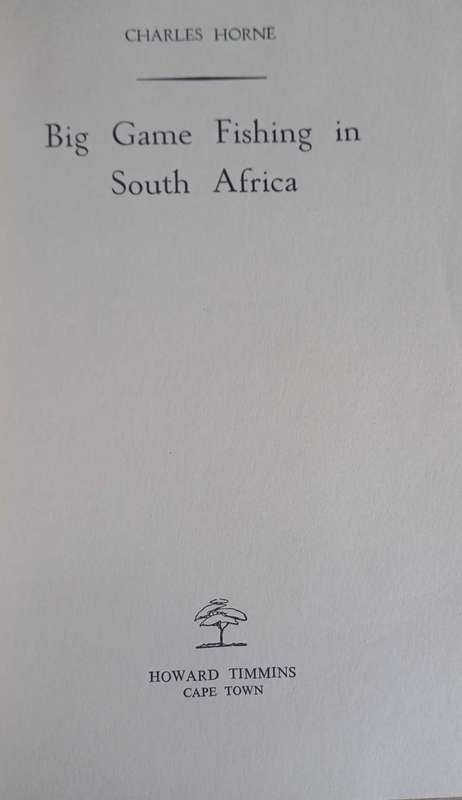 CHARLES HORNE
Big Game Fishing in
South Africa
HOWARD TIMMINS
CAPE TOWN